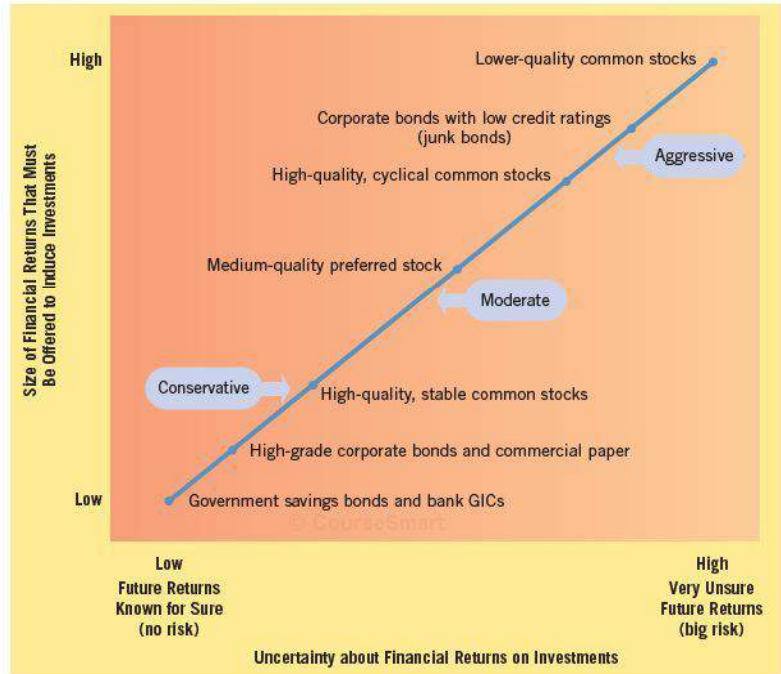 High
Lower-quality common stocks
Corporate bonds with low credit ratings
(junk bonds)
Aggressive
High-quality, cyclical common stocks
Medium-quality preferred stock
Moderate
Conservative
High-quality, stable common stocks
High-grade corporate bonds and commercial paper
Low
Government savings bonds and bank GICs
© CourseSmart
Size of Financial Returns That Must
Be Offered to Induce Investments
Low
Future Returns
Known for Sure
(no risk)
High
Very Unsure
Future Returns
(big risk)
Uncertainty about Financial Returns on Investments